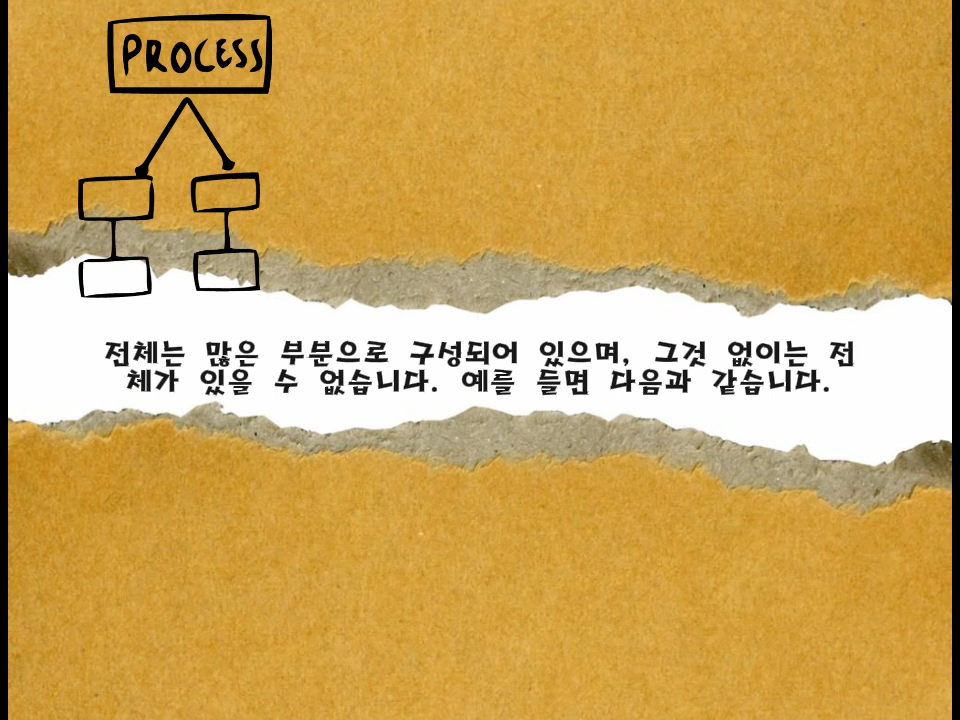 PROCESS
전체는 많은 부분으로 구성되어 있으며, 그것 없이는 전
체가 있을 수 없습니다. 예를 들면 다음과 같습니다.